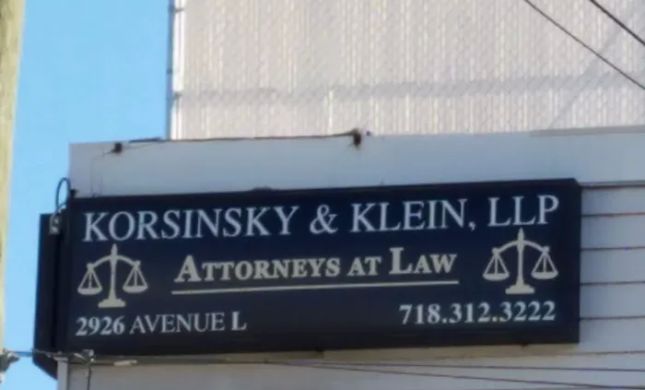 KORSINSKY & KLEIN, LLP
ATTORNEYS AT LAW
2926 AVENUE L 718.312.3222